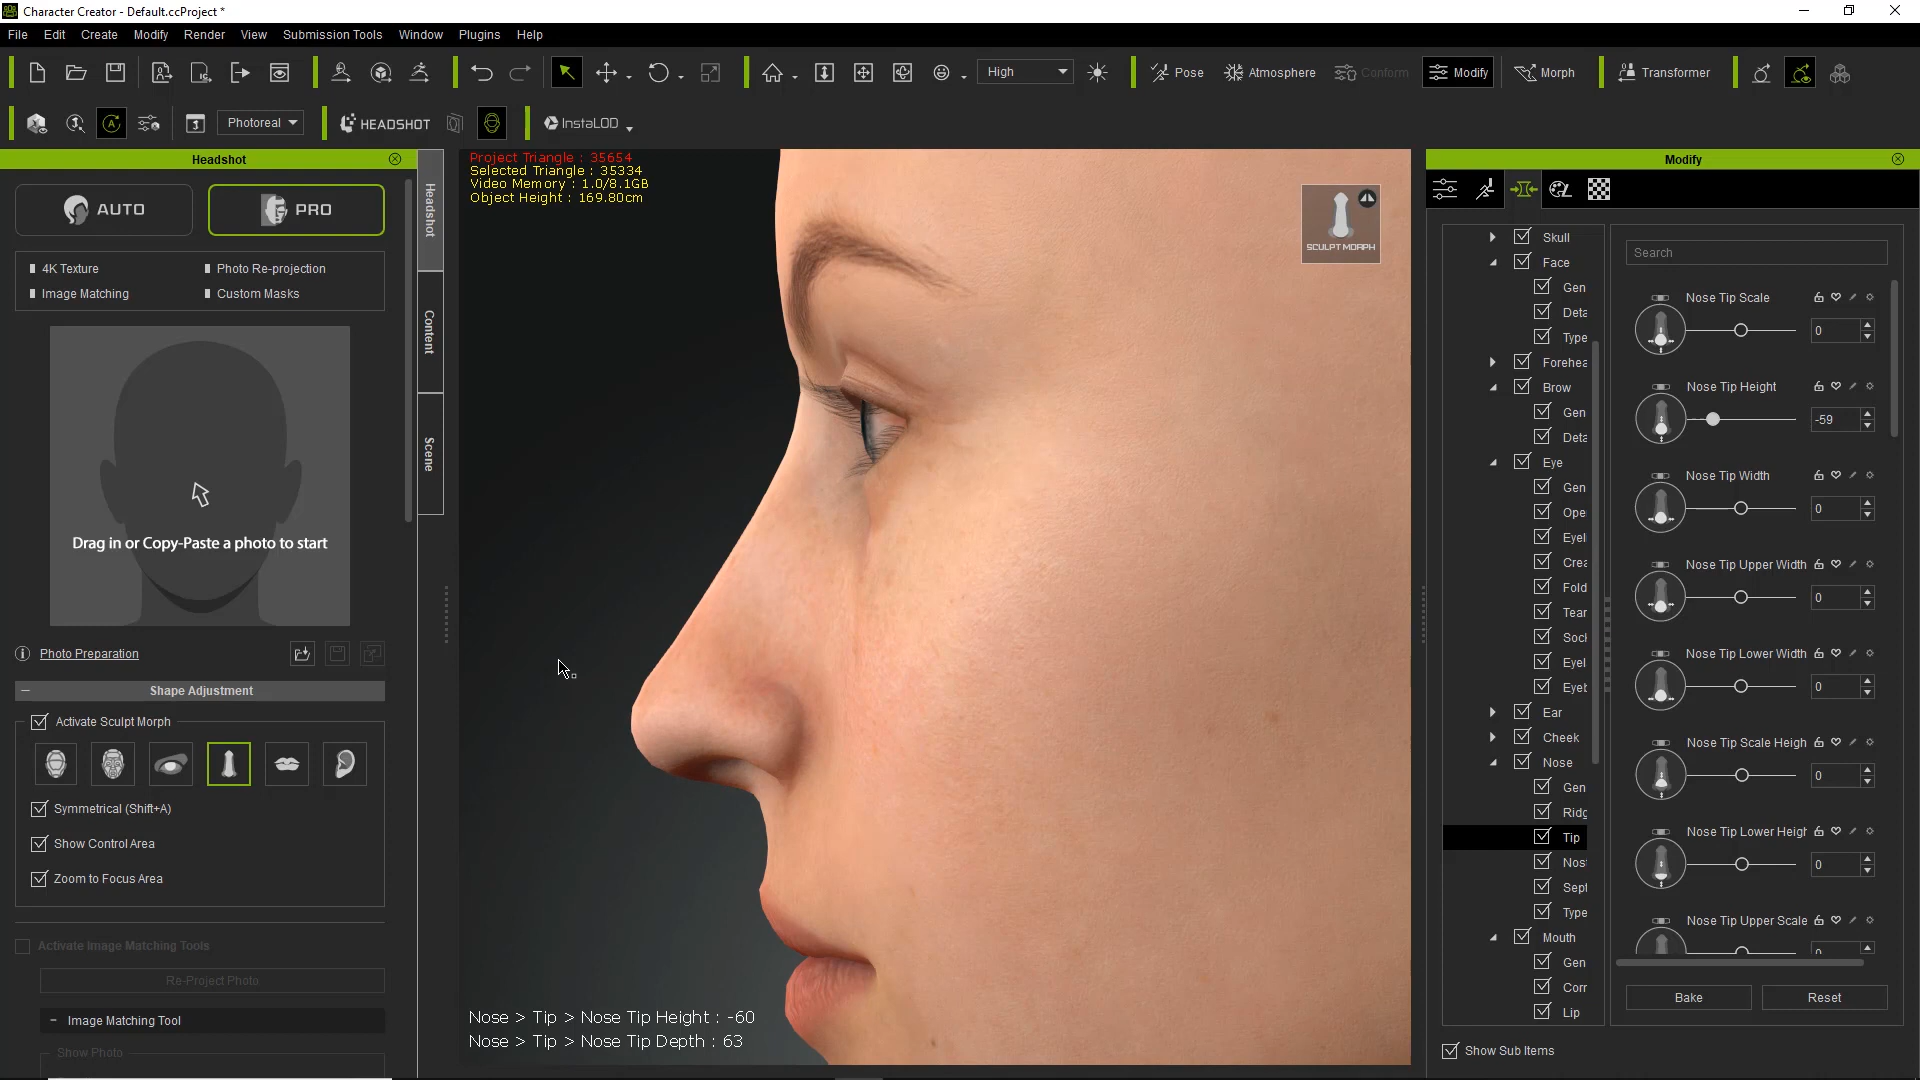 Character Creator - Default.ccProject *
File Edit Create Modify Render View Submission Tools Window Plugins Help
High
Pose
Atmosphere
Conform
Modify
Morph
Transformer
Photoreal
HEADSHOT
InstaLOD
Headshot
AUTO
PRO
4K Texture
Photo Re-projection
Image Matching
Custom Masks
Drag in or Copy-Paste a photo to start
Photo Preparation
Shape Adjustment
Activate Sculpt Morph
Symmetrical (Shift+A)
Show Control Area
Zoom to Focus Area
Activate Image Matching Tools
Re-Project Photo
Image Matching Tool
Show Photo
Headshot
Content
Scene
Project Triangle : 35654
Selected Triangle : 35334
Video Memory : 1.0/8.1GB
Object Height : 169.80cm
SCULPT MORPH
Nose > Tip > Nose Tip Height : -60
Nose > Tip > Nose Tip Depth : 63
Modify
Skull
Face
Gen
Deta
Type
Forehea
Brow
Gen
Deta
Eye
Gen
Ope
Eyeli
Crea
Fold
Tear
Sock
Eyel
Eyeb
Ear
Cheek
Nose
Gen
Ridg
Tip
Nos
Sept
Type
Mouth
Gen
Corr
Lip
Show Sub Items
Search
Nose Tip Scale
0
Nose Tip Height
-59
Nose Tip Width
0
Nose Tip Upper Width
0
Nose Tip Lower Width
0
Nose Tip Scale Heigh
0
Nose Tip Lower Heigh
0
Nose Tip Upper Scale
0
Bake
Reset